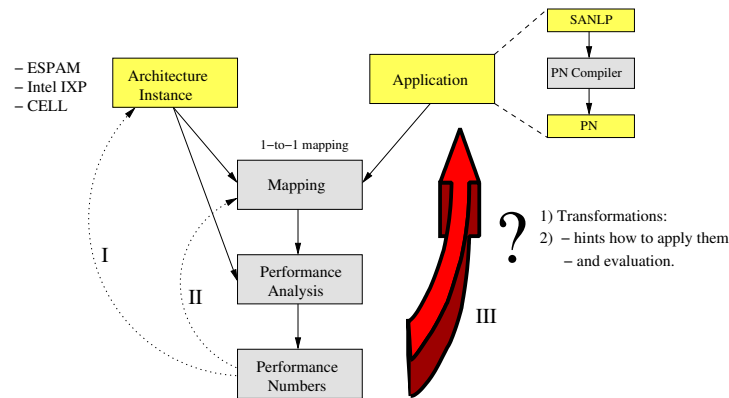 SANLP
– ESPAM
– Intel IXP
– CELL
Architecture
Instance
Application
PN Compiler
PN
1–to–1 mapping
Mapping
?
1) Transformations:
2) – hints how to apply them
– and evaluation.
I
Performance
Analysis
II
III
Performance
Numbers